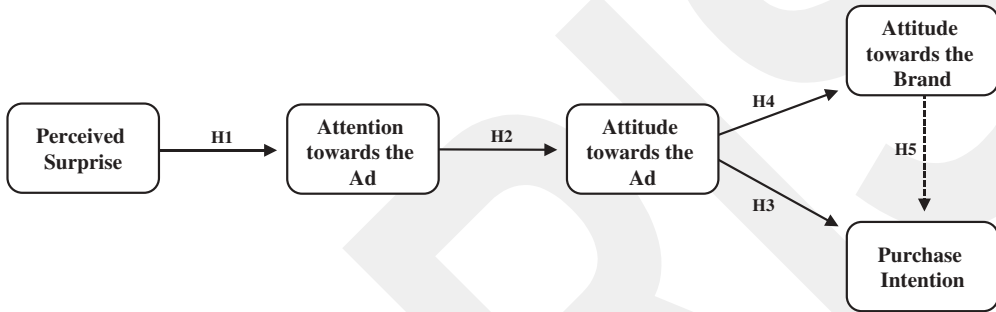 Perceived
Surprise
H1
Attention
towards the
Ad
H2
Attitude
towards the
Ad
H4
H3
Attitude
towards the
Brand
H5
Purchase
Intention